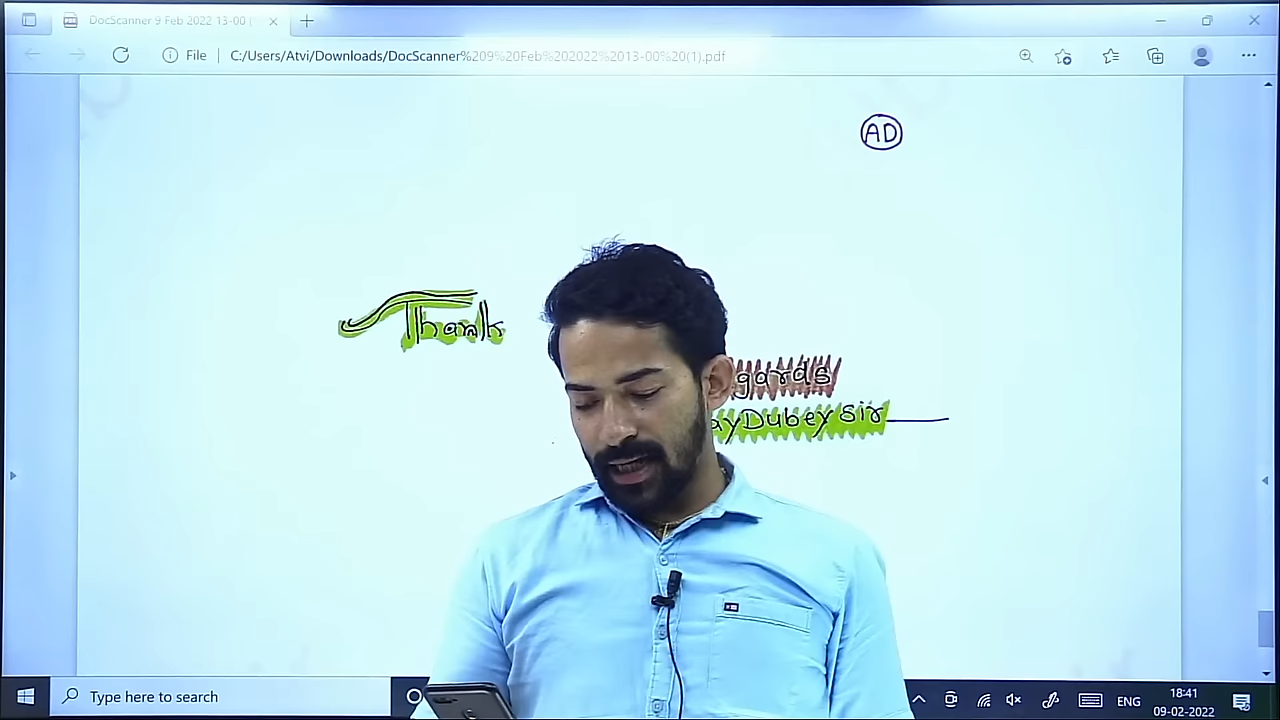 DocScanner 9 Feb 2022 13-00 (
File C:/Users/Atvi/Downloads/DocScanner%209%20Feb%202022%2013-00%20(1).pdf
AD
Thank
gards
ayDubey sir
Type here to search
ENG
18:41
09-02-2022